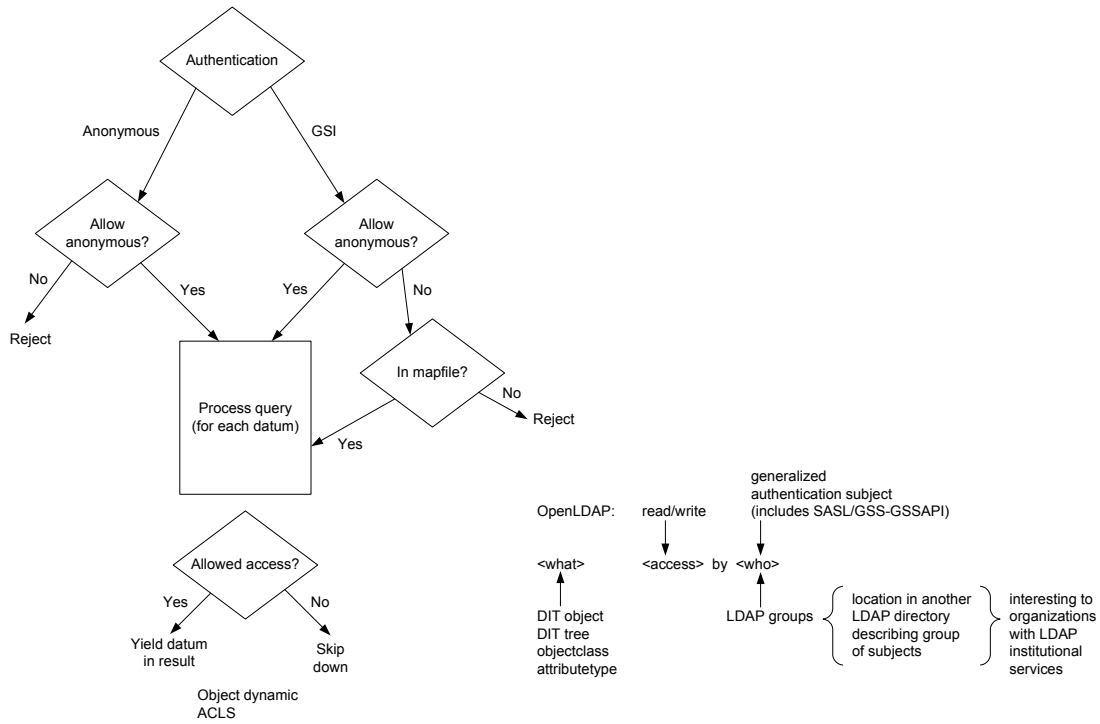 Authentication
Anonymous
GSI
Allow
anonymous?
Allow
anonymous?
No
Yes
Yes
No
Reject
In mapfile?
No
Reject
Process query
(for each datum)
Yes
Allowed access?
Yes
No
Yield datum
in result
Skip
down
Object dynamic
ACLS
generalized
authentication subject
(includes SASL/GSS-GSSAPI)
OpenLDAP:
read/write
<what>
<access> by <who>
DIT object
DIT tree
objectclass
attributetype
LDAP groups
location in another
LDAP directory
describing group
of subjects
interesting to
organizations
with LDAP
institutional
services